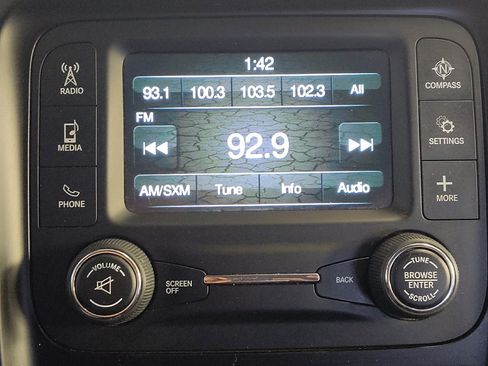 1:42
93.1 100.3 103.5 102.3 All
FM
92.9
AM/SXM Tune Info Audio
RADIO
MEDIA
PHONE
N
COMPASS
SETTINGS
MORE
VOLUME
SCREEN
OFF
BACK
TUNE
BROWSE
ENTER
SCROLL